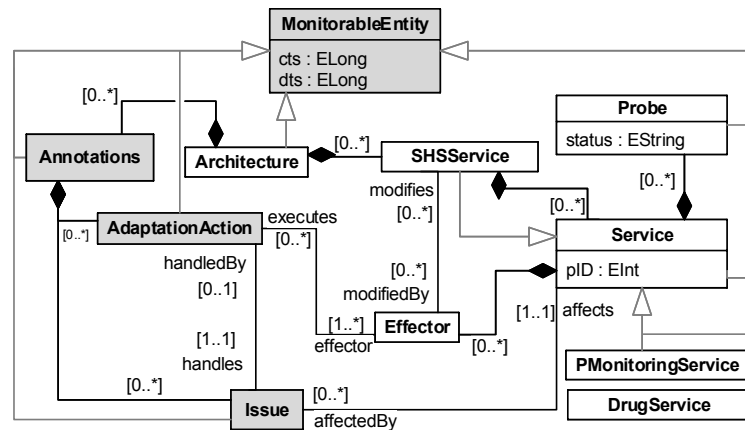 MonitorableEntity
cts : ELong
dts : ELong
[0..*]
Probe
status : EString
Annotations
Architecture
[0..*]
SHSService
[0..*]
modifies
[0..*]
[0..*]
[0..*]
AdaptationAction
executes
[0..*]
Service
pID : EInt
handledBy
[0..1]
[0..*]
modifiedBy
[1..1]
affects
[1..1]
handles
[1..*]
effector
Effector
[0..*]
PMonitoringService
[0..*]
Issue
[0..*]
affectedBy
DrugService